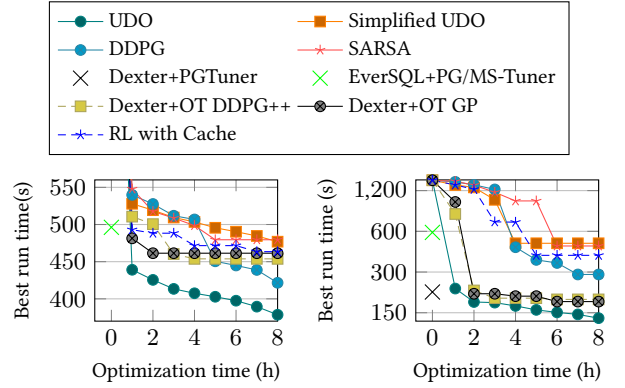 UDO
Simplified UDO
DDPG
SARSA
Dexter+PGTuner
EverSQL+PG/MS-Tuner
Dexter+OT DDPG++
Dexter+OT GP
RL with Cache
Best run time(s)
550
500
450
400
0 2 4 6 8
Optimization time (h)
Best run time (s)
1,200
600
300
150
0 2 4 6 8
Optimization time (h)